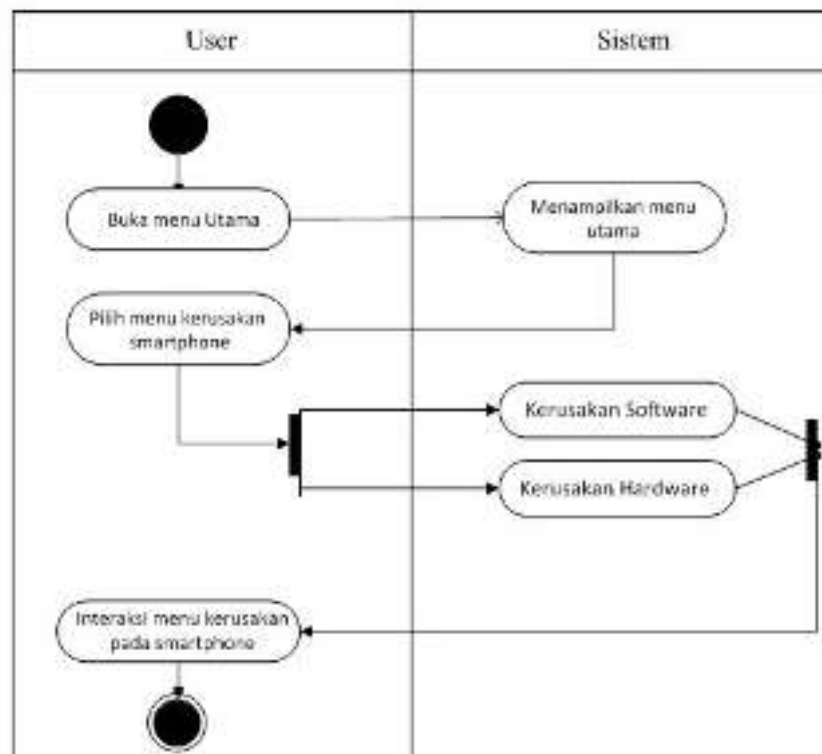 User
Sistem
Buka menu Utama
Menampilkan menu
utama
Pilih menu kerusakan
smartphone
Kerusakan Software
Kerusakan Hardware
Interaksi menu kerusakan
pada smartphone